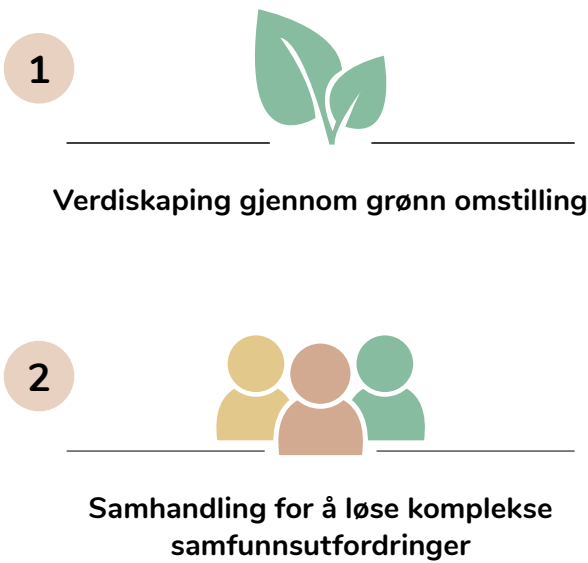 1
Verdiskaping gjennom grønn omstilling
2
Samhandling for å løse komplekse
samfunnsutfordringer